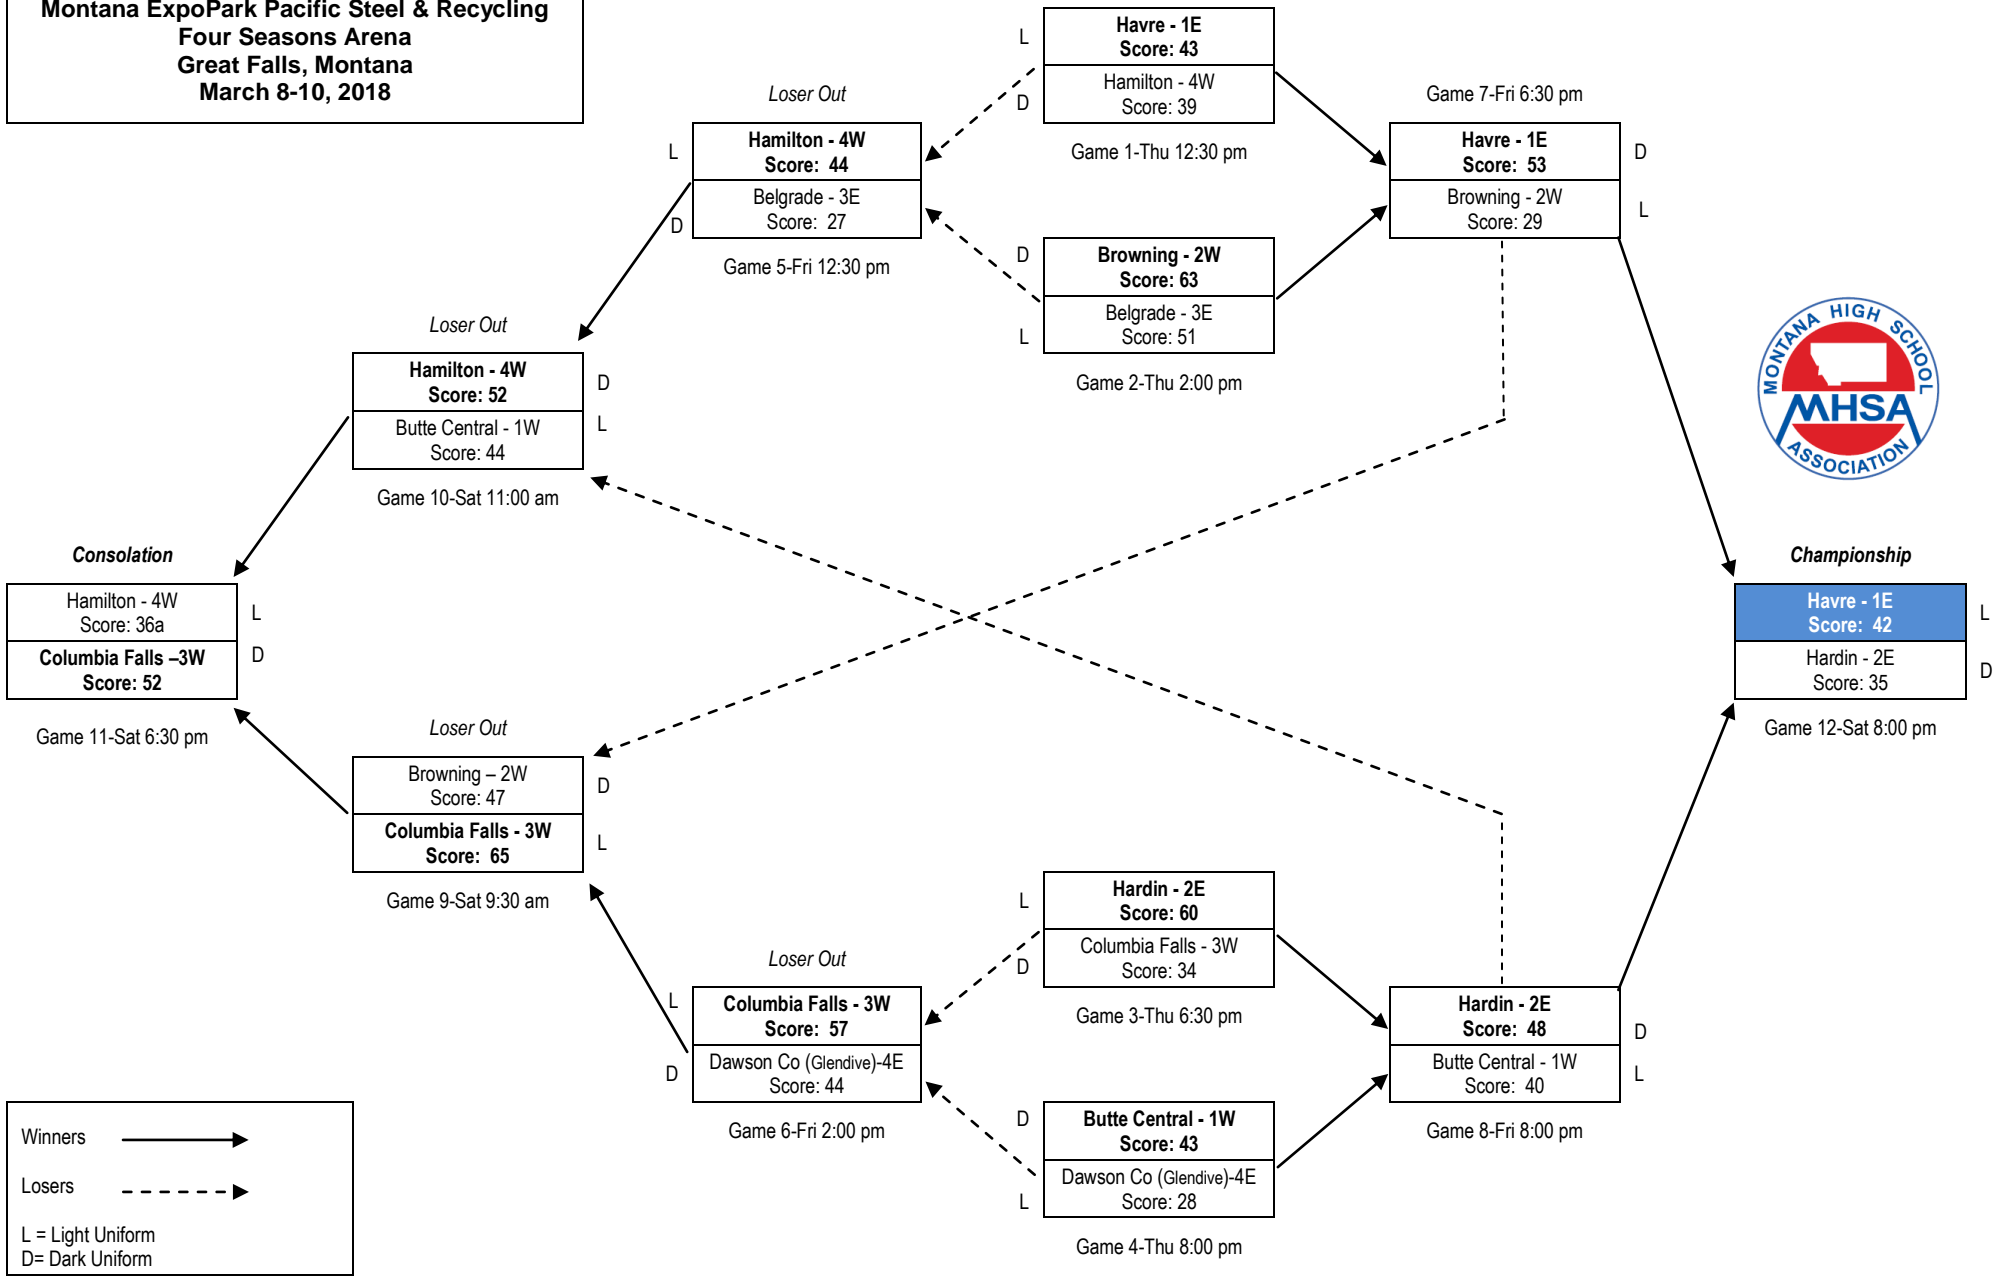 Montana ExpoPark Pacific Steel & Recycling
Four Seasons Arena
Great Falls, Montana
March 8-10, 2018
L
D
Havre - 1E
Score: 43
Hamilton - 4W
Score: 39
Game 1-Thu 12:30 pm
D
L
Browning - 2W
Score: 63
Belgrade - 3E
Score: 51
Game 2-Thu 2:00 pm
Loser Out
L
D
Hamilton - 4W
Score: 44
Belgrade - 3E
Score: 27
Game 5-Fri 12:30 pm
Game 7-Fri 6:30 pm
Havre - 1E
Score: 53
Browning - 2W
Score: 29
D
L
Loser Out
Hamilton - 4W
Score: 52
Butte Central - 1W
Score: 44
D
L
Game 10-Sat 11:00 am
MONTANA HIGH SCHOOL
MHSA
ASSOCIATION
Consolation
Hamilton - 4W
Score: 36a
Columbia Falls –3W
Score: 52
L
D
Game 11-Sat 6:30 pm
Championship
Havre - 1E
Score: 42
Hardin - 2E
Score: 35
L
D
Game 12-Sat 8:00 pm
Loser Out
Browning – 2W
Score: 47
Columbia Falls - 3W
Score: 65
D
L
Game 9-Sat 9:30 am
L
D
Hardin - 2E
Score: 60
Columbia Falls - 3W
Score: 34
Game 3-Thu 6:30 pm
Loser Out
L
D
Columbia Falls - 3W
Score: 57
Dawson Co (Glendive)-4E
Score: 44
Game 6-Fri 2:00 pm
Hardin - 2E
Score: 48
Butte Central - 1W
Score: 40
D
L
Game 8-Fri 8:00 pm
D
L
Butte Central - 1W
Score: 43
Dawson Co (Glendive)-4E
Score: 28
Game 4-Thu 8:00 pm
Winners
Losers
L = Light Uniform
D= Dark Uniform